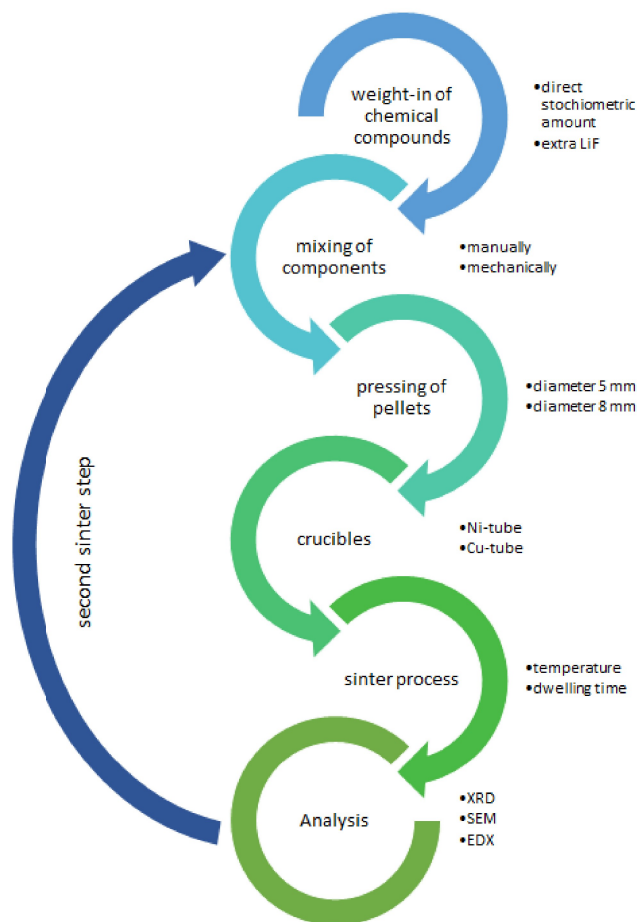 weight-in of
chemical
compounds
•direct
stochiometric
amount
•extra LiF
mixing of
components
•manually
•mechanically
pressing of
pellets
•diameter 5 mm
•diameter 8 mm
crucibles
•Ni-tube
•Cu-tube
second sinter step
sinter process
•temperature
•dwelling time
Analysis
•XRD
•SEM
•EDX